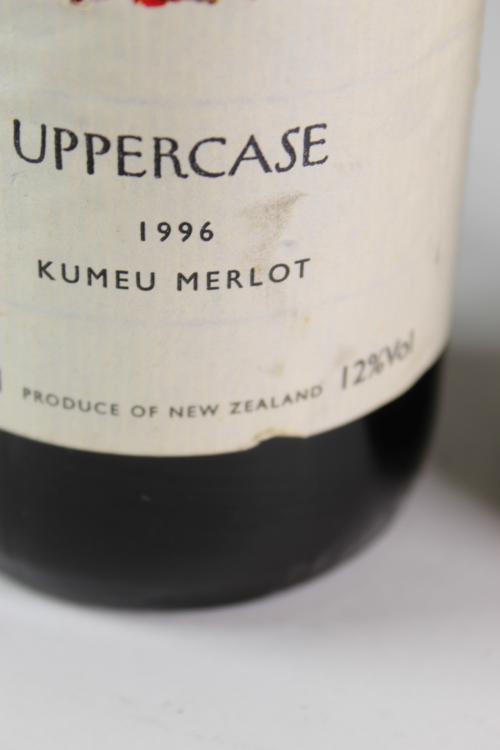 UPPERCASE
1996
KUMEU MERLOT
PRODUCE OF NEW ZEALAND 12%Vol